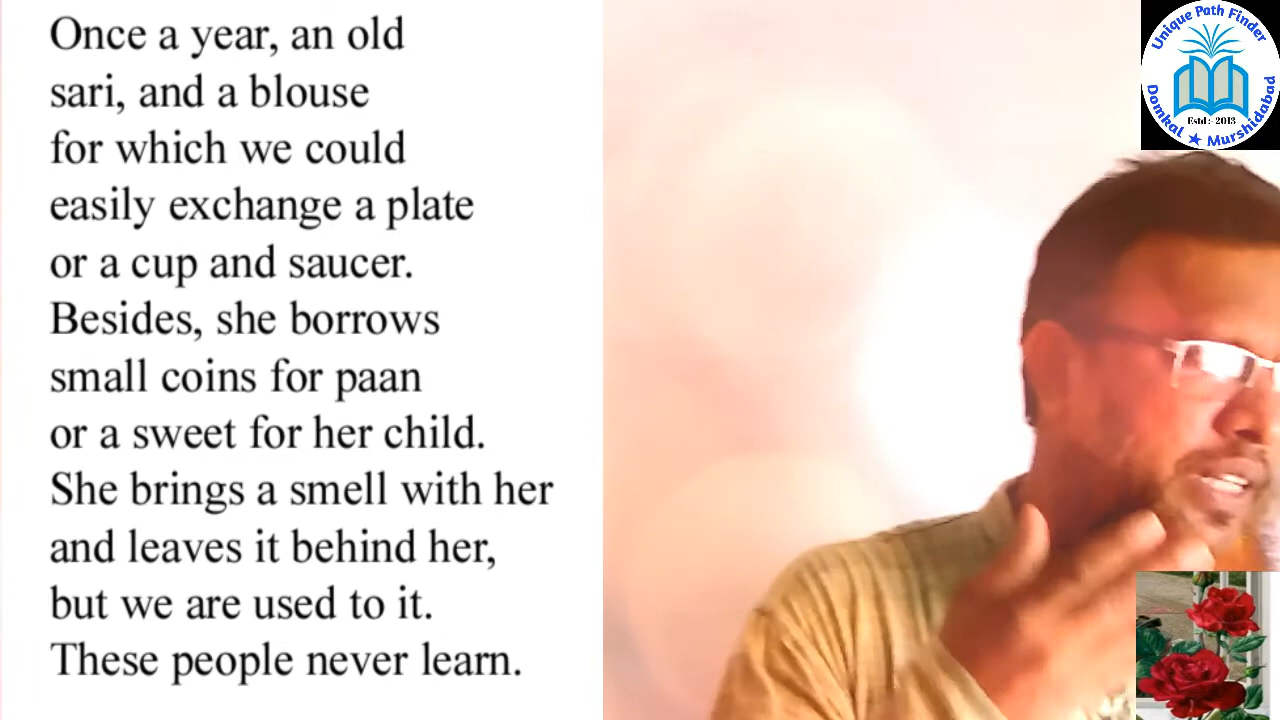 Once a year, an old
sari, and a blouse
for which we could
easily exchange a plate
or a cup and saucer.
Besides, she borrows
small coins for paan
or a sweet for her child.
She brings a smell with her
and leaves it behind her,
but we are used to it.
These people never learn.
Unique Path Finder
Estd:-2013
Domkal ★ Murshidabad